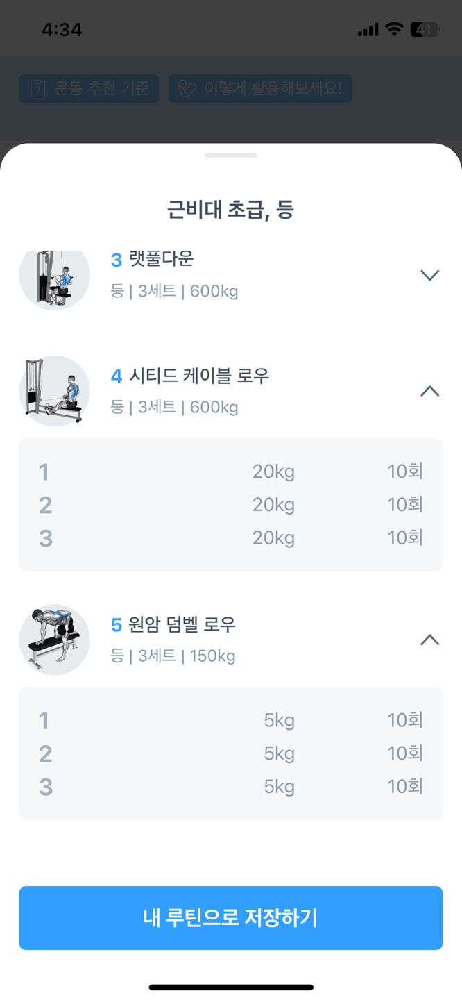 4:34
41
운동 추천 기준
이렇게 활용해보세요!
근비대 초급, 등
3 랫풀다운
등 | 3세트 | 600kg
4 시티드 케이블 로우
등 | 3세트 | 600kg
1 20kg 10회
2 20kg 10회
3 20kg 10회
5 원암 덤벨 로우
등 | 3세트 | 150kg
1 5kg 10회
2 5kg 10회
3 5kg 10회
내 루틴으로 저장하기